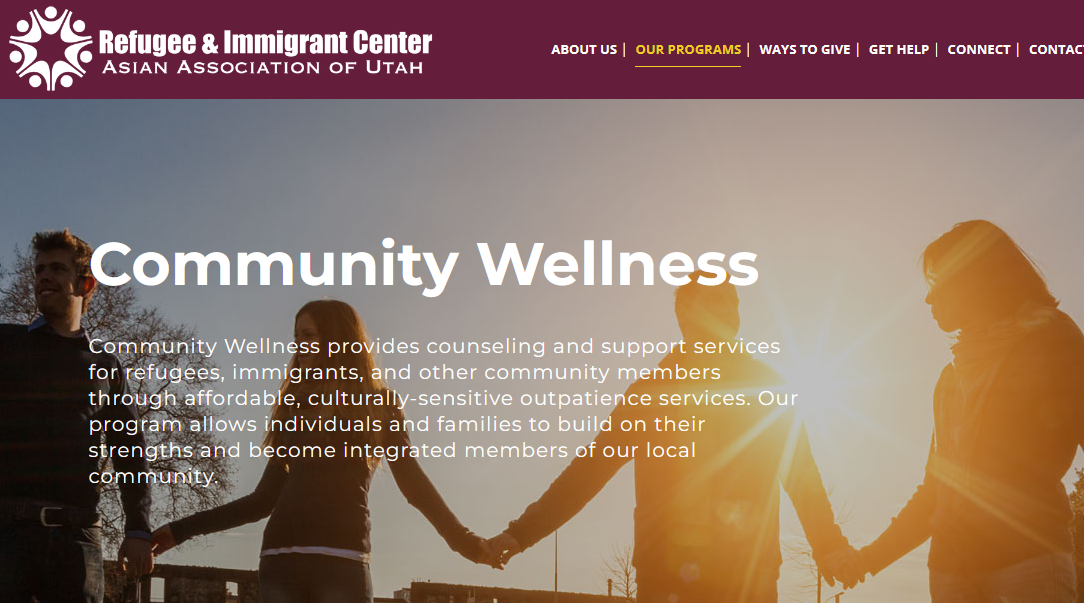 Refugee & Immigrant Center
Asian Association of Utah
ABOUT US | OUR PROGRAMS | WAYS TO GIVE | GET HELP | CONNECT | CONTAC
Community Wellness
Community Wellness provides counseling and support services
for refugees, immigrants, and other community members
through affordable, culturally-sensitive outpatience services. Our
program allows individuals and families to build on their
strengths and become integrated members of our local
community.